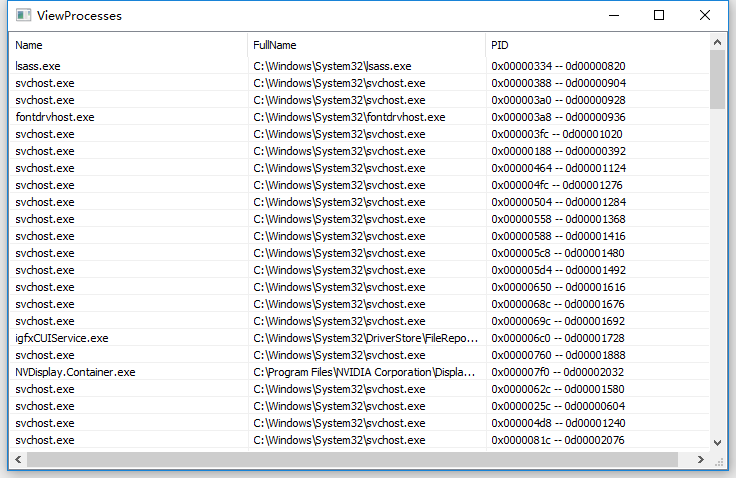 ViewProcesses
Name FullName PID
lsass.exe C:\Windows\System32\lsass.exe 0x00000334 -- 0d00000820
svchost.exe C:\Windows\System32\svchost.exe 0x00000388 -- 0d00000904
svchost.exe C:\Windows\System32\svchost.exe 0x000003a0 -- 0d00000928
fontdrvhost.exe C:\Windows\System32\fontdrvhost.exe 0x000003a8 -- 0d00000936
svchost.exe C:\Windows\System32\svchost.exe 0x000003fc -- 0d00001020
svchost.exe C:\Windows\System32\svchost.exe 0x00000188 -- 0d00000392
svchost.exe C:\Windows\System32\svchost.exe 0x00000464 -- 0d00001124
svchost.exe C:\Windows\System32\svchost.exe 0x000004fc -- 0d00001276
svchost.exe C:\Windows\System32\svchost.exe 0x00000504 -- 0d00001284
svchost.exe C:\Windows\System32\svchost.exe 0x00000558 -- 0d00001368
svchost.exe C:\Windows\System32\svchost.exe 0x00000588 -- 0d00001416
svchost.exe C:\Windows\System32\svchost.exe 0x000005c8 -- 0d00001480
svchost.exe C:\Windows\System32\svchost.exe 0x000005d4 -- 0d00001492
svchost.exe C:\Windows\System32\svchost.exe 0x00000650 -- 0d00001616
svchost.exe C:\Windows\System32\svchost.exe 0x0000068c -- 0d00001676
svchost.exe C:\Windows\System32\svchost.exe 0x0000069c -- 0d00001692
igfxCUIService.exe C:\Windows\System32\DriverStore\FileRepo... 0x000006c0 -- 0d00001728
svchost.exe C:\Windows\System32\svchost.exe 0x00000760 -- 0d00001888
NVDisplay.Container.exe C:\Program Files\NVIDIA Corporation\Displa... 0x000007f0 -- 0d00002032
svchost.exe C:\Windows\System32\svchost.exe 0x0000062c -- 0d00001580
svchost.exe C:\Windows\System32\svchost.exe 0x0000025c -- 0d00000604
svchost.exe C:\Windows\System32\svchost.exe 0x000004d8 -- 0d00001240
svchost.exe C:\Windows\System32\svchost.exe 0x0000081c -- 0d00002076